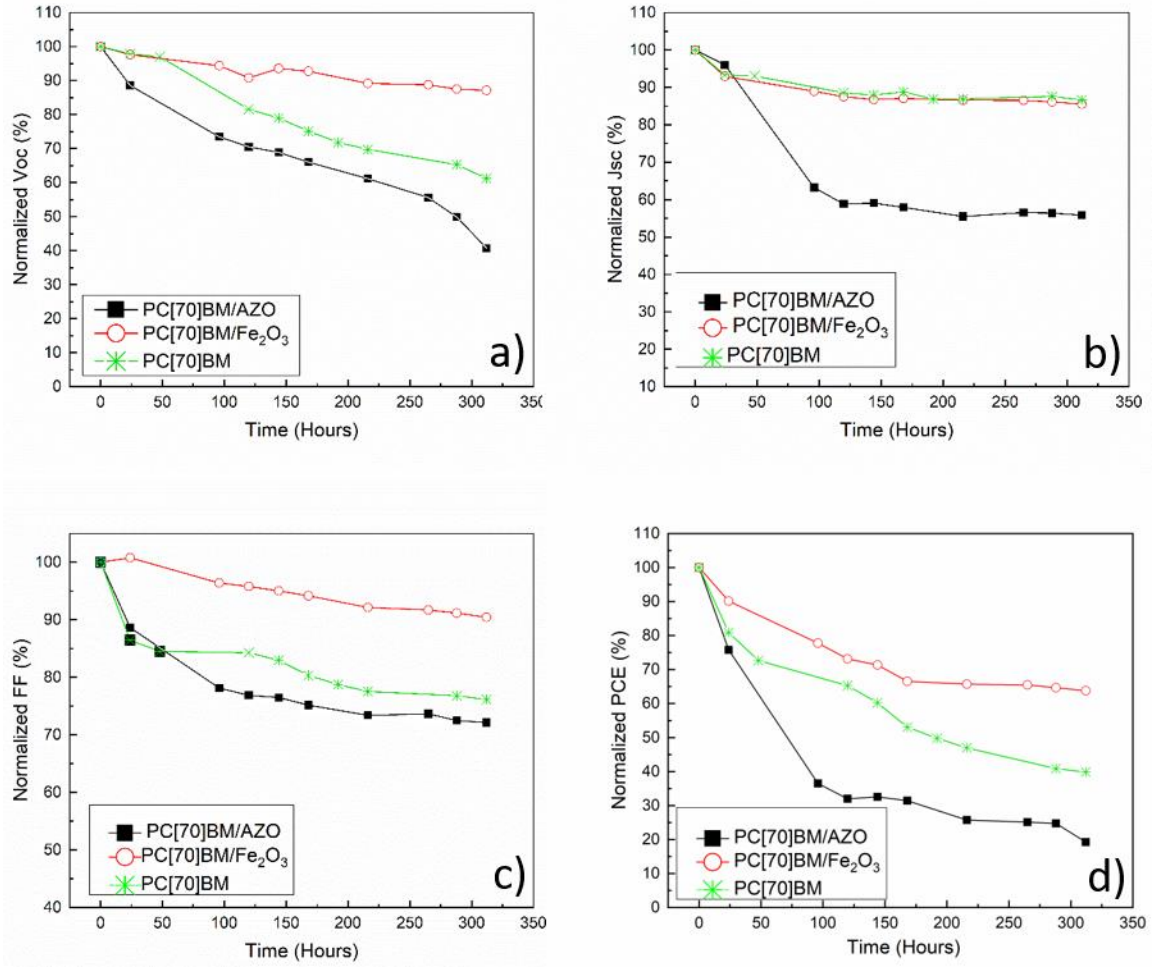 Normalized Voc (%)
110
100
90
80
70
60
50
40
30
20
10
0
PC[70]BM/AZO
PC[70]BM/Fe₂O₃
PC[70]BM
a)
0 50 100 150 200 250 300 350
Time (Hours)
Normalized Jsc (%)
110
100
90
80
70
60
50
40
30
20
10
PC[70]BM/AZO
PC[70]BM/Fe₂O₃
PC[70]BM
b)
0 50 100 150 200 250 300 350
Time (Hours)
Normalized FF (%)
100
90
80
70
60
50
40
PC[70]BM/AZO
PC[70]BM/Fe₂O₃
PC[70]BM
c)
0 50 100 150 200 250 300 350
Time (Hours)
Normalized PCE (%)
110
100
90
80
70
60
50
40
30
20
10
0
PC[70]BM/AZO
PC[70]BM/Fe₂O₃
PC[70]BM
d)
0 50 100 150 200 250 300 350
Time (Hours)